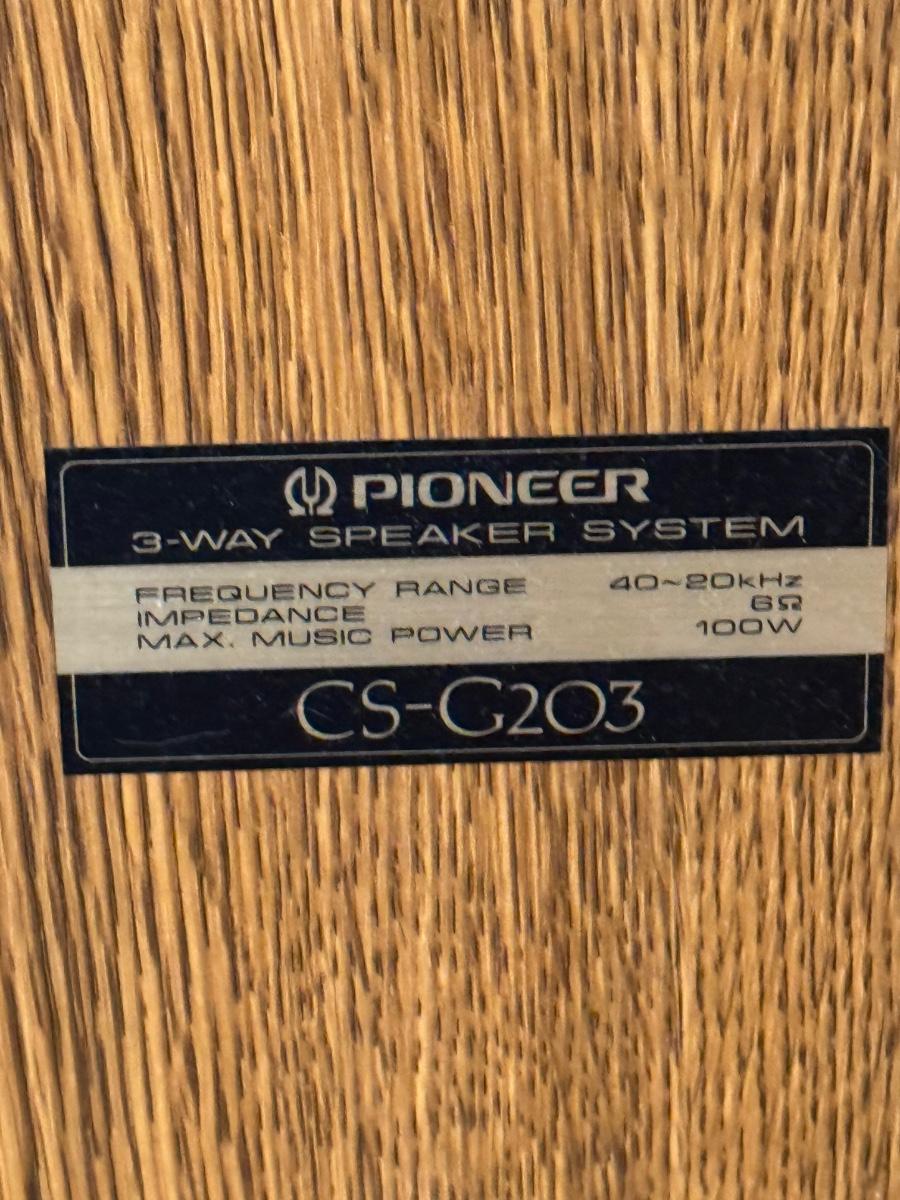 PIONEER
3-WAY SPEAKER SYSTEM
FREQUENCY RANGE 40~20kHz
IMPEDANCE 6Ω
MAX. MUSIC POWER 100W
CS-G203